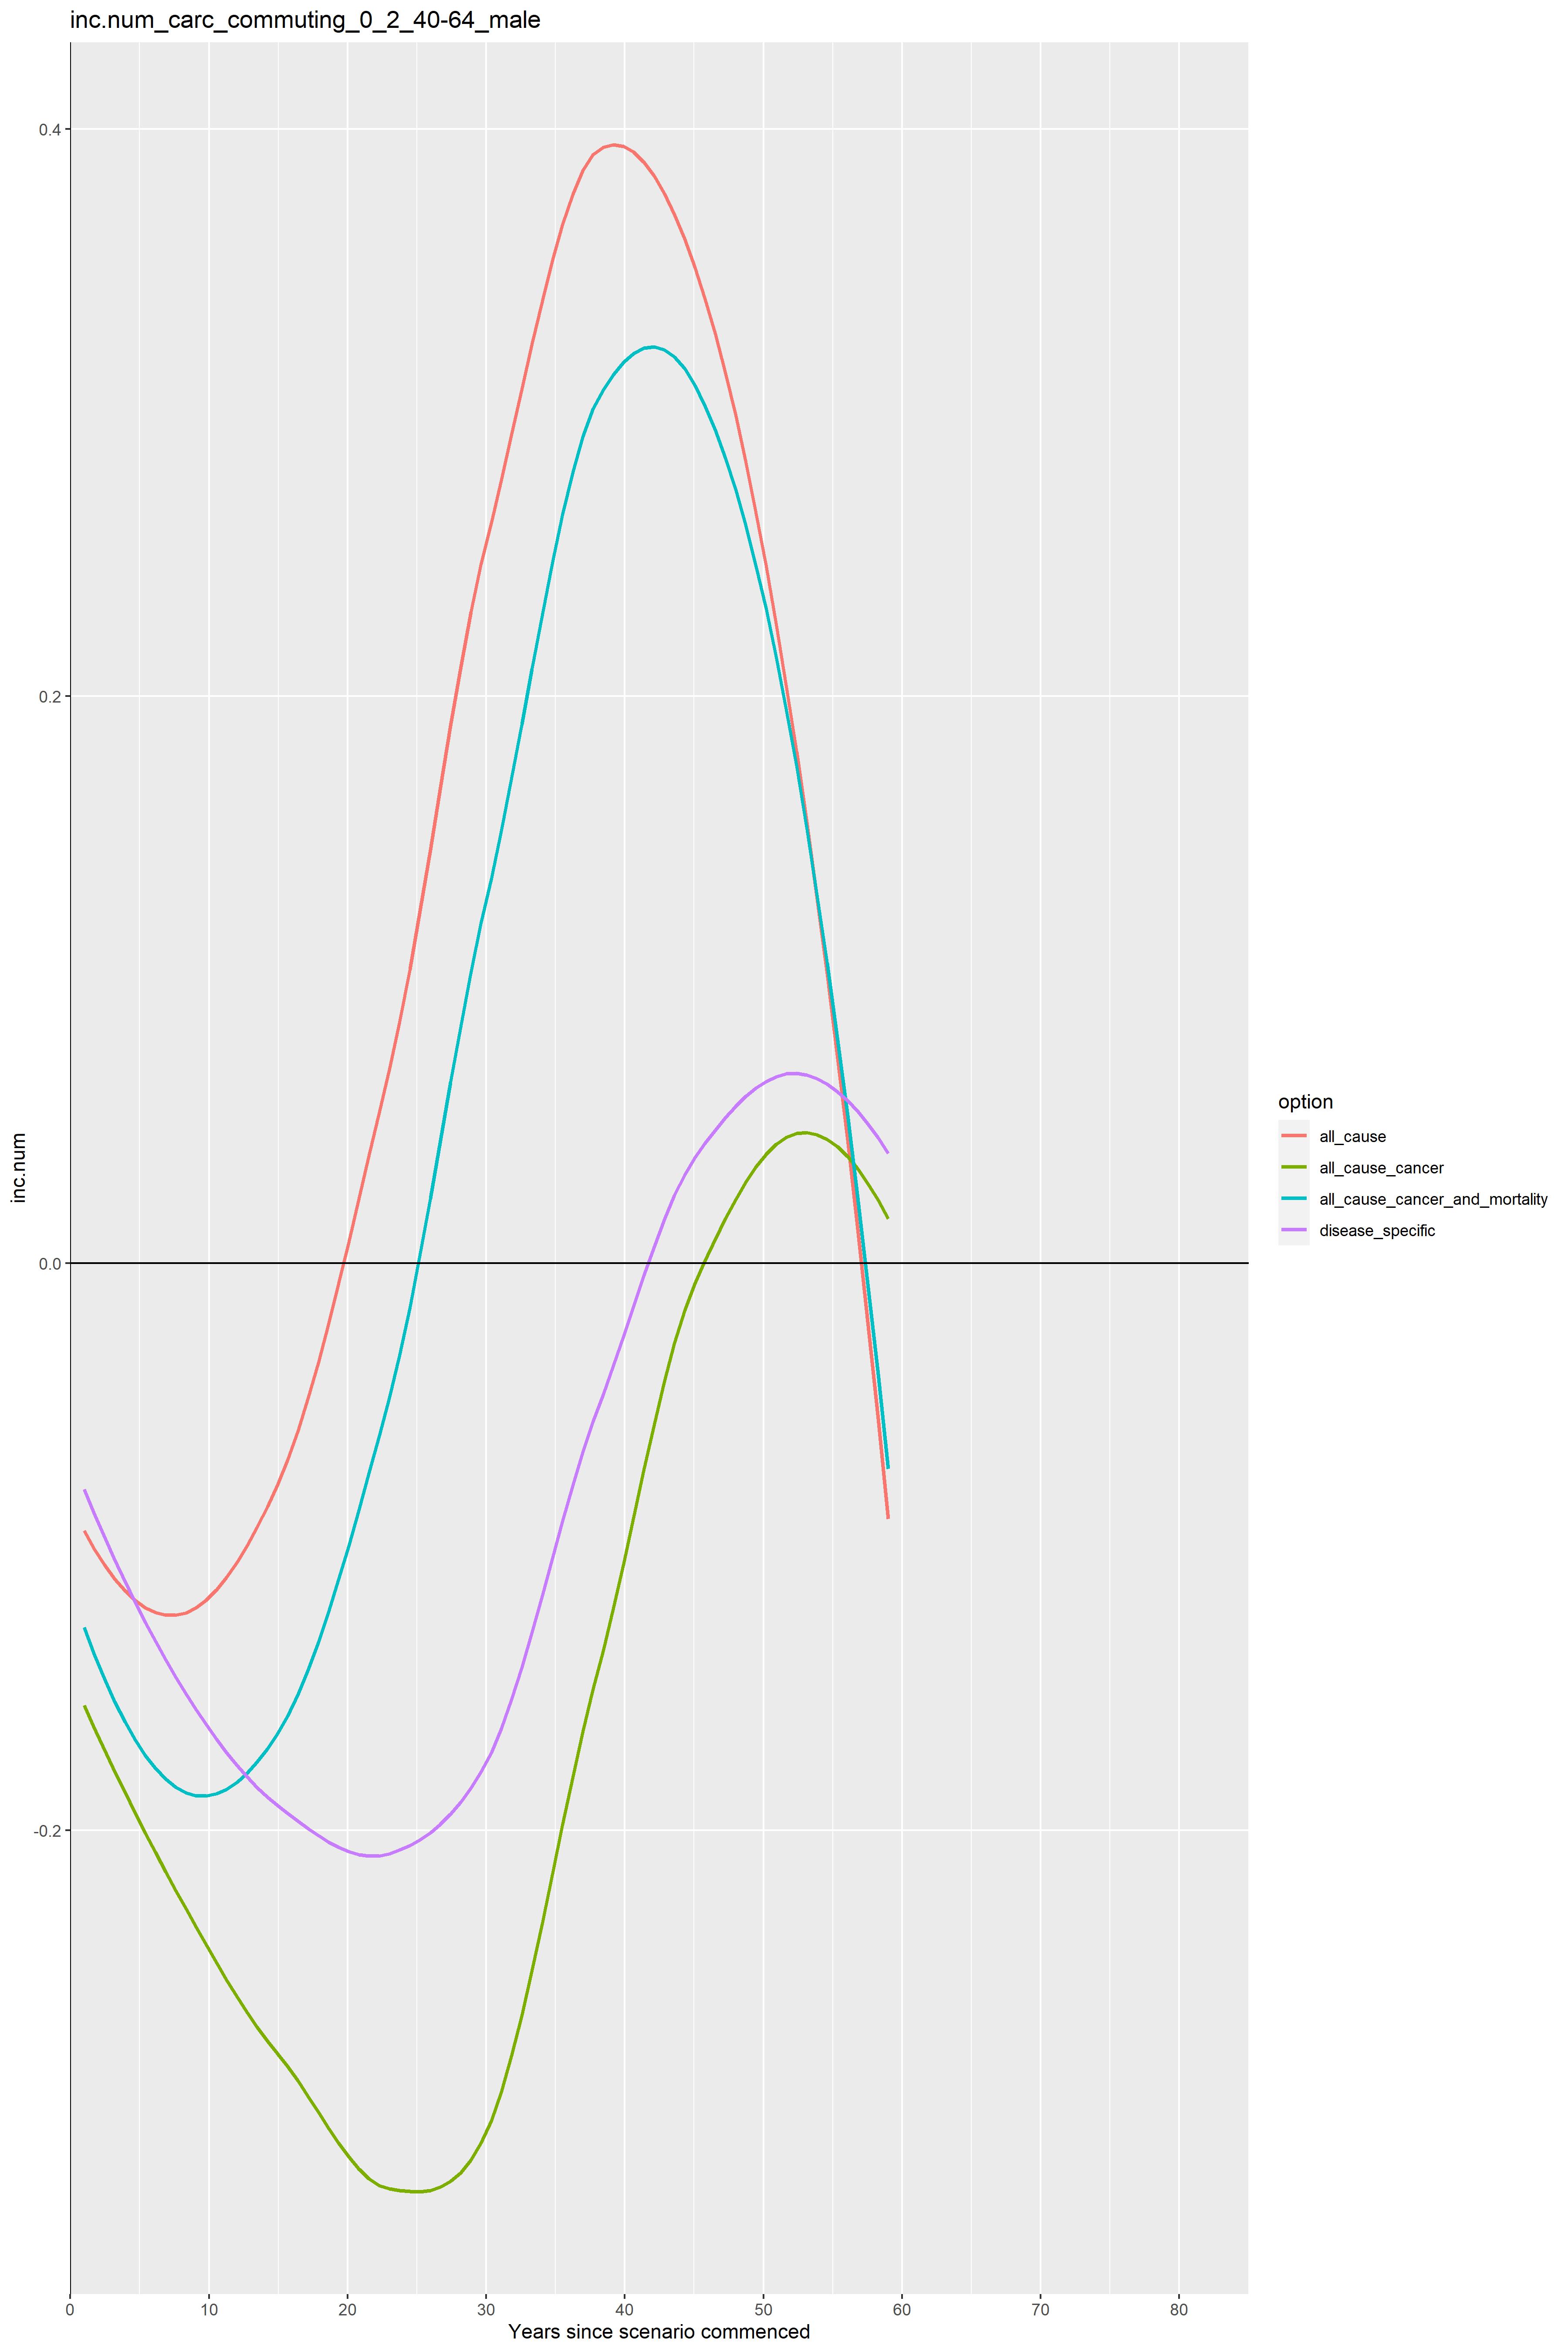 inc.num_carc_commuting_0_2_40-64_male
0.4
0.2
0.0
-0.2
inc.num
0 10 20 30 40 50 60 70 80
Years since scenario commenced
option
all_cause
all_cause_cancer
all_cause_cancer_and_mortality
disease_specific